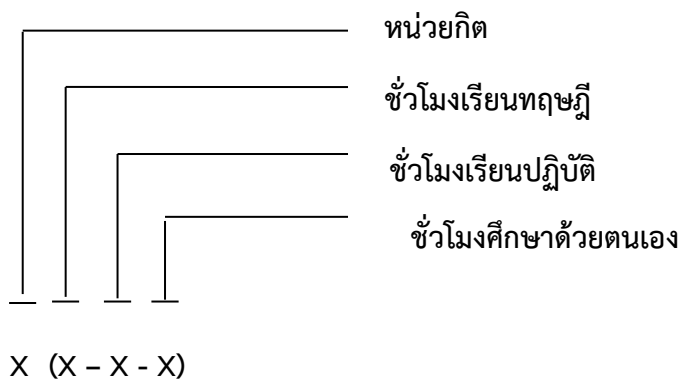 หน่วยกิต
ชั่วโมงเรียนทฤษฎี
ชั่วโมงเรียนปฏิบัติ
ชั่วโมงศึกษาด้วยตนเอง
X (X – X - X)